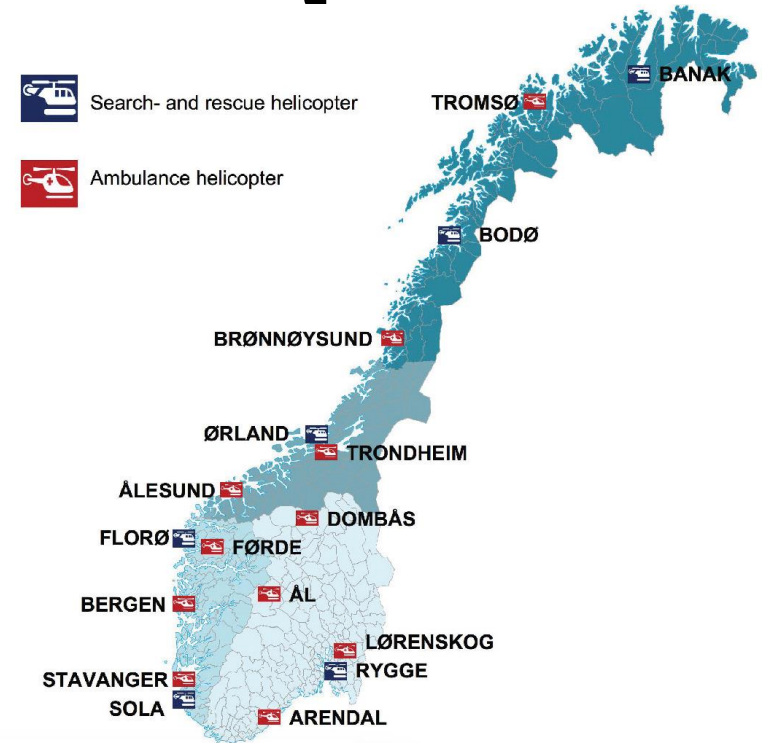 Search- and rescue helicopter
Ambulance helicopter
BANAK
TROMSØ
BODØ
BRØNNØYSUND
ØRLAND
TRONDHEIM
ÅLESUND
DOMBÅS
FLORØ
FØRDE
ÅL
BERGEN
LØRENSKOG
RYGGE
STAVANGER
SOLA
ARENDAL